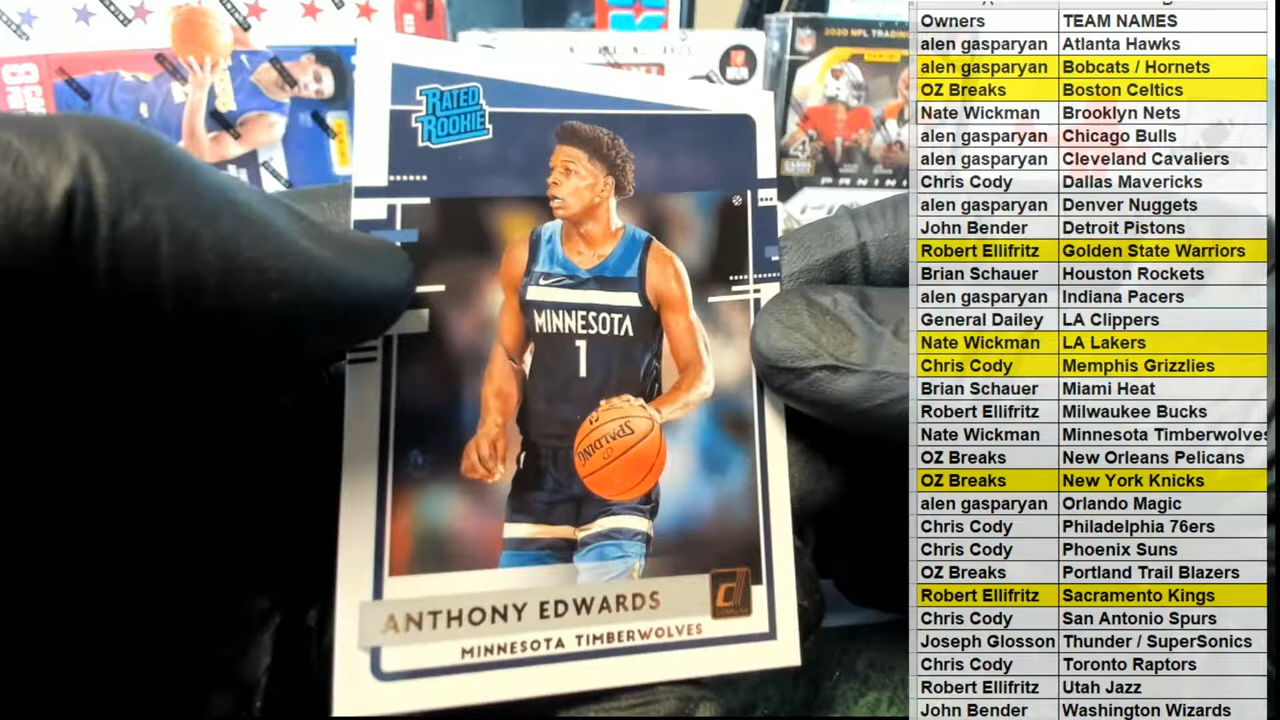 RATED
ROOKIE
MINNESOTA
1
SPALDING
ANTHONY EDWARDS
MINNESOTA TIMBERWOLVES
2020 NFL TRADIN
PANINI
4
NBA
Owners TEAM NAMES
alen gasparyan Atlanta Hawks
alen gasparyan Bobcats / Hornets
OZ Breaks Boston Celtics
Nate Wickman Brooklyn Nets
alen gasparyan Chicago Bulls
alen gasparyan Cleveland Cavaliers
Chris Cody Dallas Mavericks
alen gasparyan Denver Nuggets
John Bender Detroit Pistons
Robert Ellifritz Golden State Warriors
Brian Schauer Houston Rockets
alen gasparyan Indiana Pacers
General Dailey LA Clippers
Nate Wickman LA Lakers
Chris Cody Memphis Grizzlies
Brian Schauer Miami Heat
Robert Ellifritz Milwaukee Bucks
Nate Wickman Minnesota Timberwolves
OZ Breaks New Orleans Pelicans
OZ Breaks New York Knicks
alen gasparyan Orlando Magic
Chris Cody Philadelphia 76ers
Chris Cody Phoenix Suns
OZ Breaks Portland Trail Blazers
Robert Ellifritz Sacramento Kings
Chris Cody San Antonio Spurs
Joseph Glosson Thunder / SuperSonics
Chris Cody Toronto Raptors
Robert Ellifritz Utah Jazz
John Bender Washington Wizards